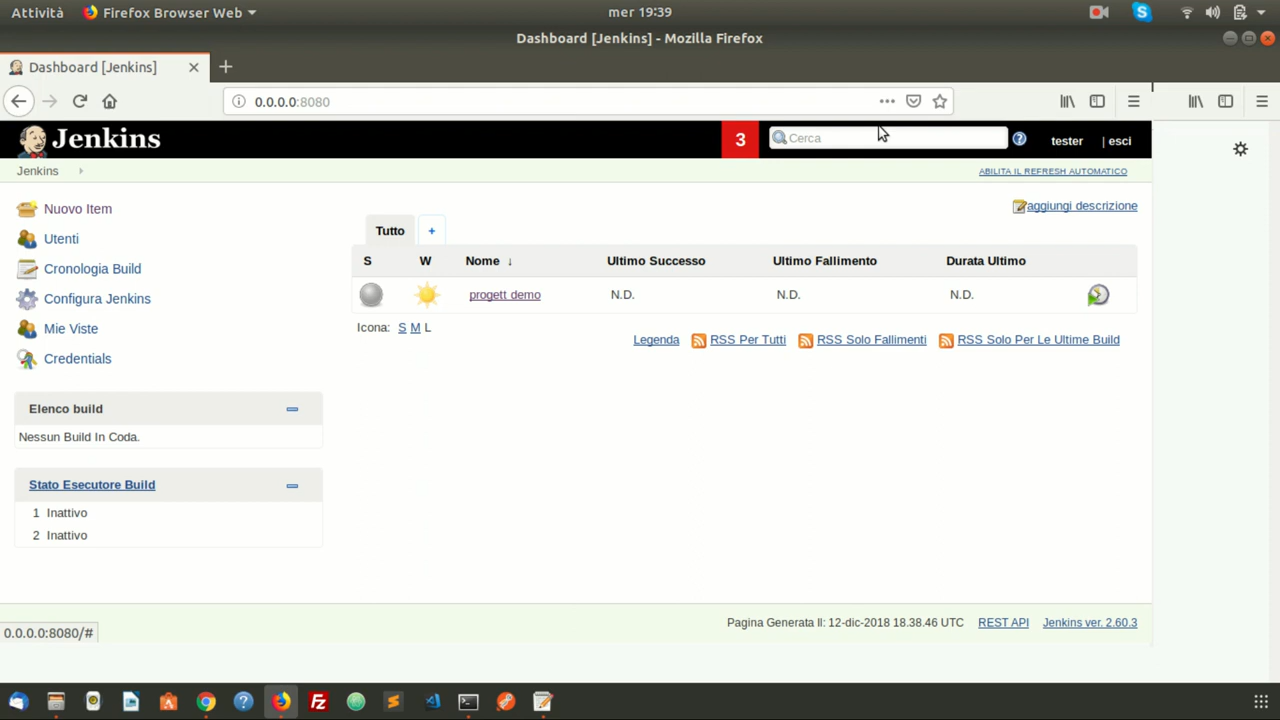 Attività Firefox Browser Web mer 19:39
Dashboard [Jenkins] - Mozilla Firefox
Dashboard [Jenkins]
0.0.0.0:8080
Jenkins 3 Cerca tester | esci
Jenkins ABILITA IL REFRESH AUTOMATICO
aggiungi descrizione
Nuovo Item
Utenti
Cronologia Build
Configura Jenkins
Mie Viste
Credentials
Tutto +
S W Nome ↓ Ultimo Successo Ultimo Fallimento Durata Ultimo
progett demo N.D. N.D. N.D.
Icona: S M L
Legenda RSS Per Tutti RSS Solo Fallimenti RSS Solo Per Le Ultime Build
Elenco build
Nessun Build In Coda.
Stato Esecutore Build
1 Inattivo
2 Inattivo
Pagina Generata Il: 12-dic-2018 18.38.46 UTC REST API Jenkins ver. 2.60.3
0.0.0.0:8080/#